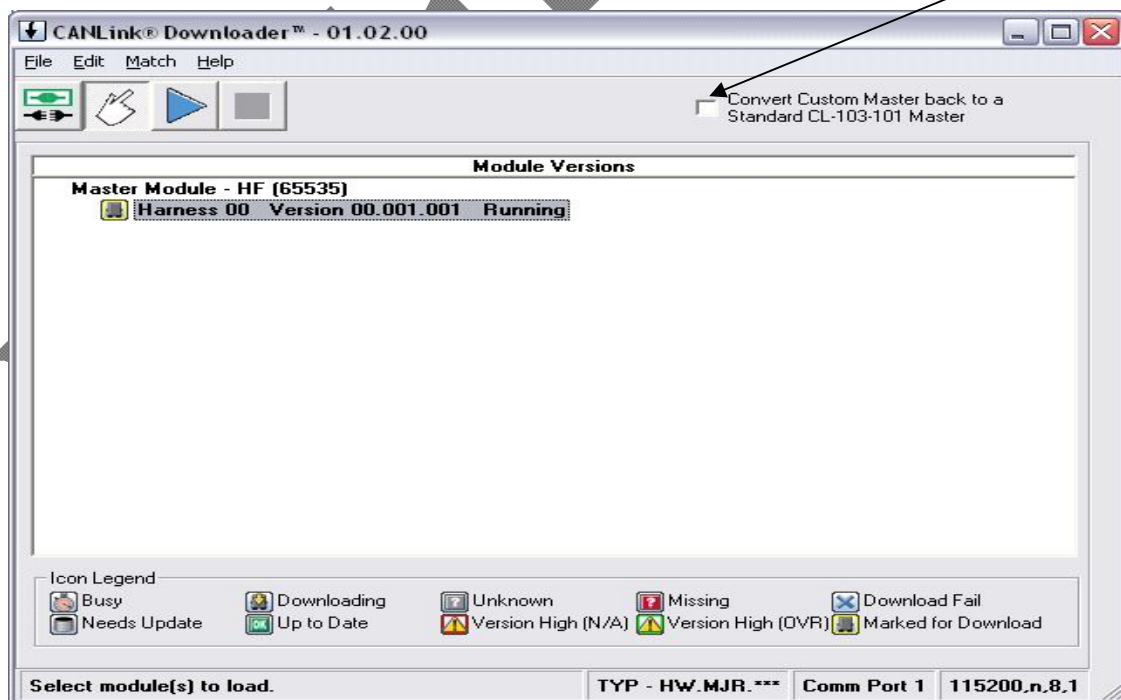 CANLink® Downloader™ - 01.02.00
File Edit Match Help
Convert Custom Master back to a
Standard CL-103-101 Master
Module Versions
Master Module - HF (65535)
Harness 00 Version 00.001.001 Running
Icon Legend
Busy Downloading Unknown Missing Download Fail
Needs Update Up to Date Version High (N/A) Version High (OVR) Marked for Download
Select module(s) to load. TYP - HW.MJR.*** Comm Port 1 115200,n,8,1